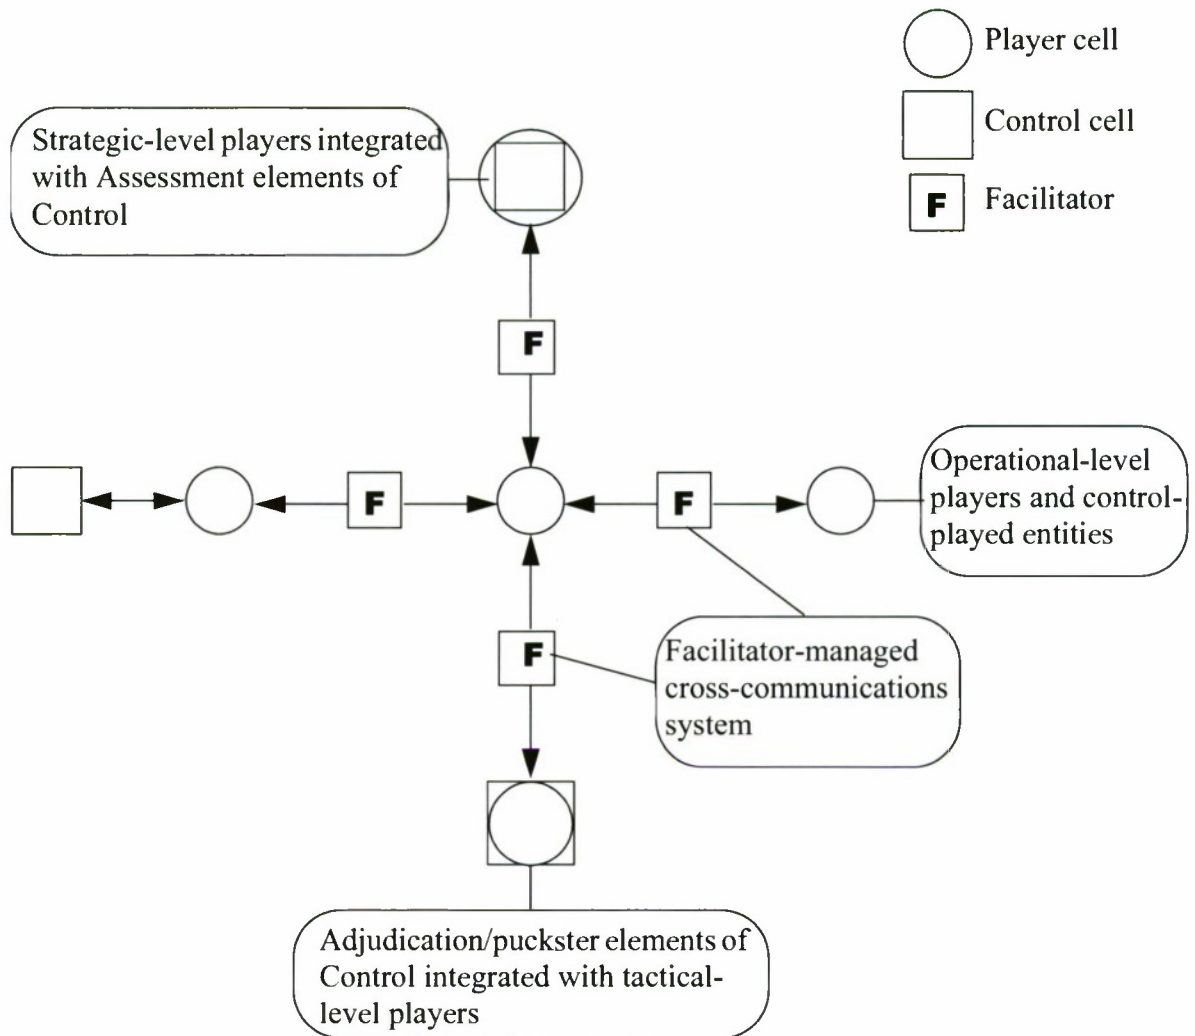 Player cell
Control cell
F Facilitator
Strategic-level players integrated
with Assessment elements of
Control
F
F
F
Operational-level
players and control-
played entities
F
Facilitator-managed
cross-communications
system
Adjudication/puckster elements of
Control integrated with tactical-
level players